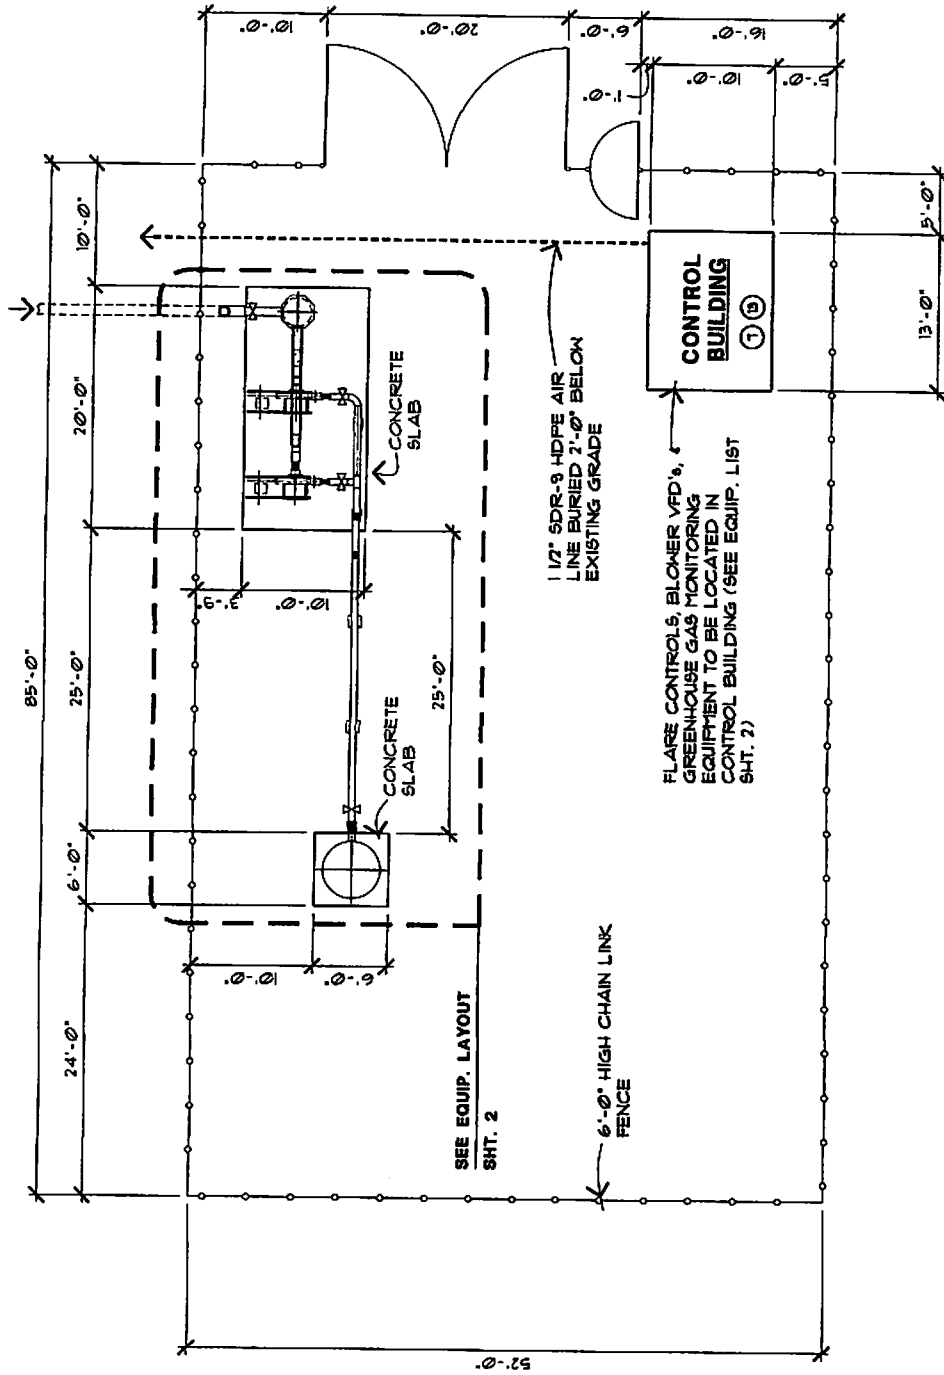 85'-0"
24'-0"
6'-0"
25'-0"
20'-0"
10'-0"
10'-0"
20'-0"
6'-0"
16'-0"
1'-0"
10'-0"
5'-0"
52'-0"
10'-0"
6'-0"
3'-9"
10'-0"
25'-0"
CONCRETE
SLAB
CONCRETE
SLAB
SEE EQUIP. LAYOUT
SHT. 2
6'-0" HIGH CHAIN LINK
FENCE
1 1/2" SDR-9 HDPE AIR
LINE BURIED 2'-0" BELOW
EXISTING GRADE
FLARE CONTROLS, BLOWER VFD's, &
GREENHOUSE GAS MONITORING
EQUIPMENT TO BE LOCATED IN
CONTROL BUILDING (SEE EQUIP. LIST
SHT. 2)
CONTROL
BUILDING
13'-0"
5'-0"